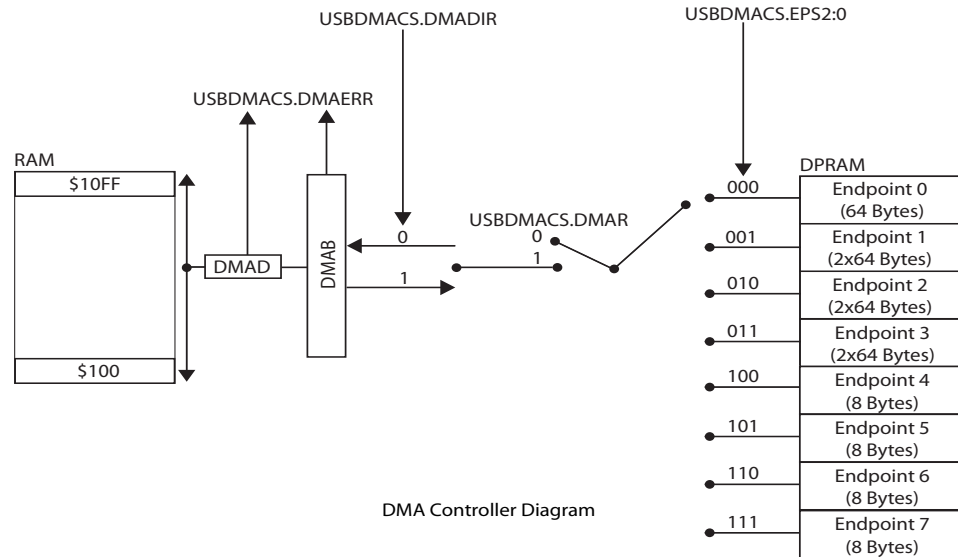 USBDMACS.DMADIR
USBDMACS.EPS2:0
USBDMACS.DMAERR
RAM
$10FF
$100
DMAD
DMAB
0
1
USBDMACS.DMAR
0
1
DPRAM
000
Endpoint 0
(64 Bytes)
001
Endpoint 1
(2x64 Bytes)
010
Endpoint 2
(2x64 Bytes)
011
Endpoint 3
(2x64 Bytes)
100
Endpoint 4
(8 Bytes)
101
Endpoint 5
(8 Bytes)
110
Endpoint 6
(8 Bytes)
111
Endpoint 7
(8 Bytes)
DMA Controller Diagram